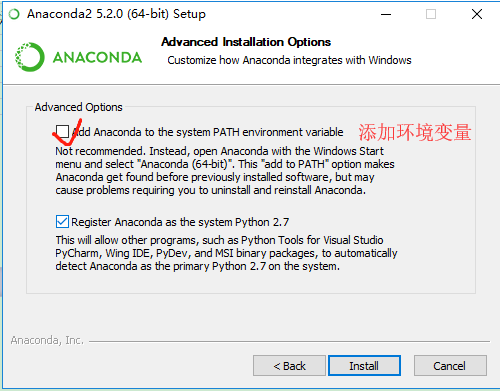 Anaconda2 5.2.0 (64-bit) Setup
Advanced Installation Options
Customize how Anaconda integrates with Windows
ANACONDA
Advanced Options
Add Anaconda to the system PATH environment variable
添加环境变量
Not recommended. Instead, open Anaconda with the Windows Start
menu and select "Anaconda (64-bit)". This "add to PATH" option makes
Anaconda get found before previously installed software, but may
cause problems requiring you to uninstall and reinstall Anaconda.
Register Anaconda as the system Python 2.7
This will allow other programs, such as Python Tools for Visual Studio
PyCharm, Wing IDE, PyDev, and MSI binary packages, to automatically
detect Anaconda as the primary Python 2.7 on the system.
Anaconda, Inc.
< Back
Install
Cancel